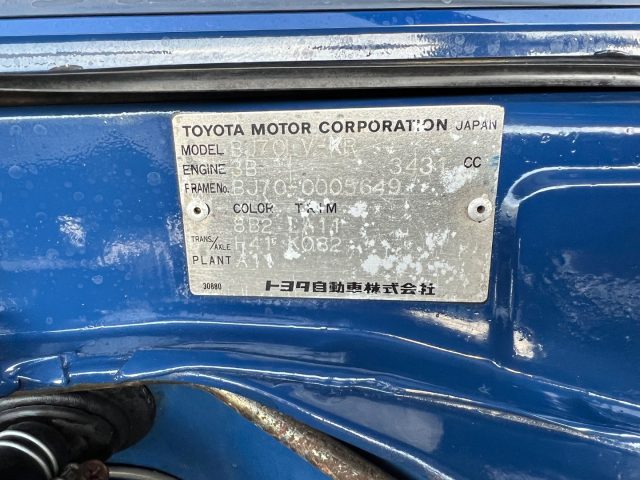 TOYOTA MOTOR CORPORATION JAPAN
MODEL BJ70LV-KR
ENGINE 3B 3431 CC
FRAME No. BJ70-0005649
COLOR TRIM
8B2 LA11
TRANS/AXLE H41 K082
PLANT A11
30880 トヨタ自動車株式会社